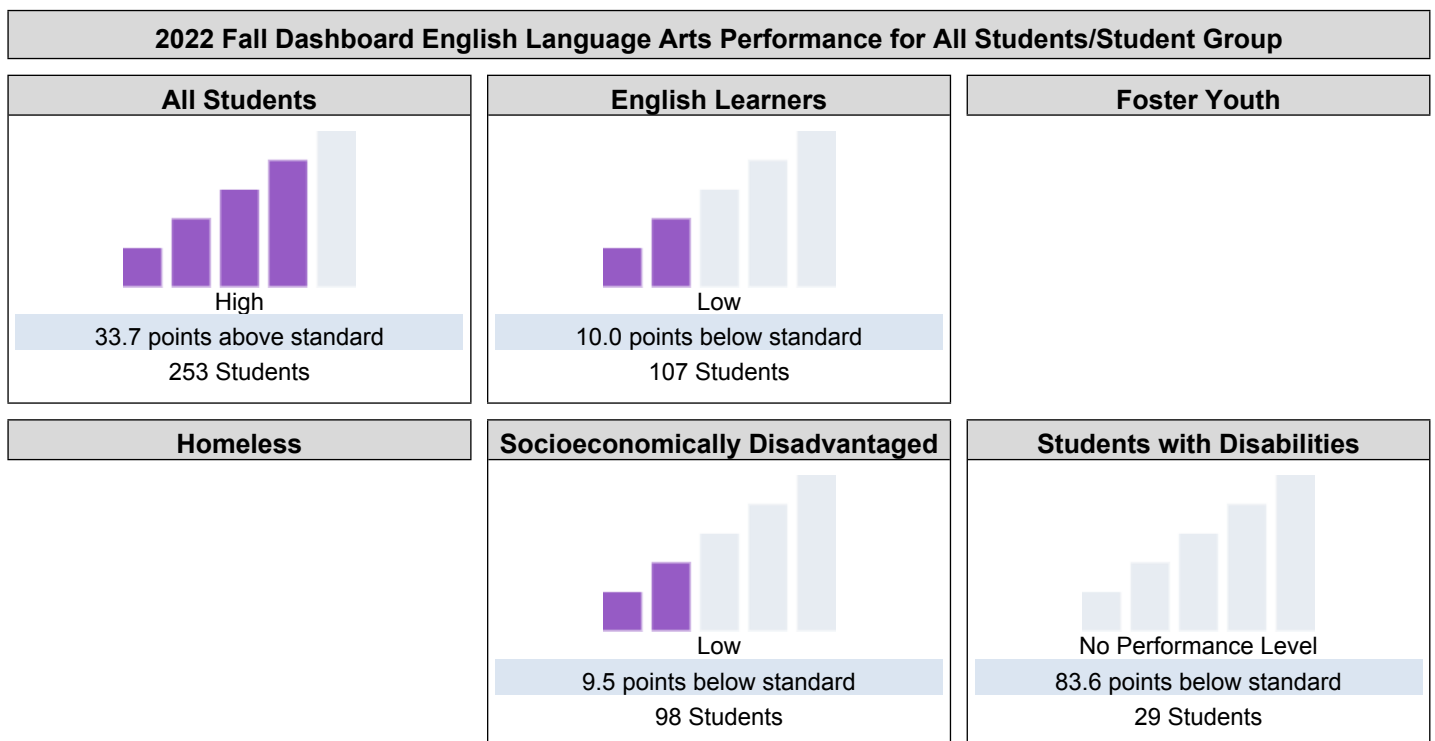 2022 Fall Dashboard English Language Arts Performance for All Students/Student Group
All Students
High
33.7 points above standard
253 Students
English Learners
Low
10.0 points below standard
107 Students
Foster Youth
Homeless
Socioeconomically Disadvantaged
Low
9.5 points below standard
98 Students
Students with Disabilities
No Performance Level
83.6 points below standard
29 Students